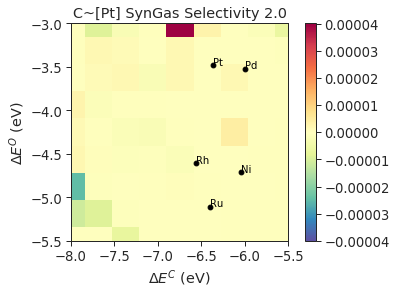 C~[Pt] SynGas Selectivity 2.0
−3.0
−3.5
−4.0
−4.5
−5.0
−5.5
ΔE^O (eV)
Pt
Pd
Rh
Ni
Ru
−8.0 −7.5 −7.0 −6.5 −6.0 −5.5
ΔE^C (eV)
0.00004
0.00003
0.00002
0.00001
0.00000
−0.00001
−0.00002
−0.00003
−0.00004